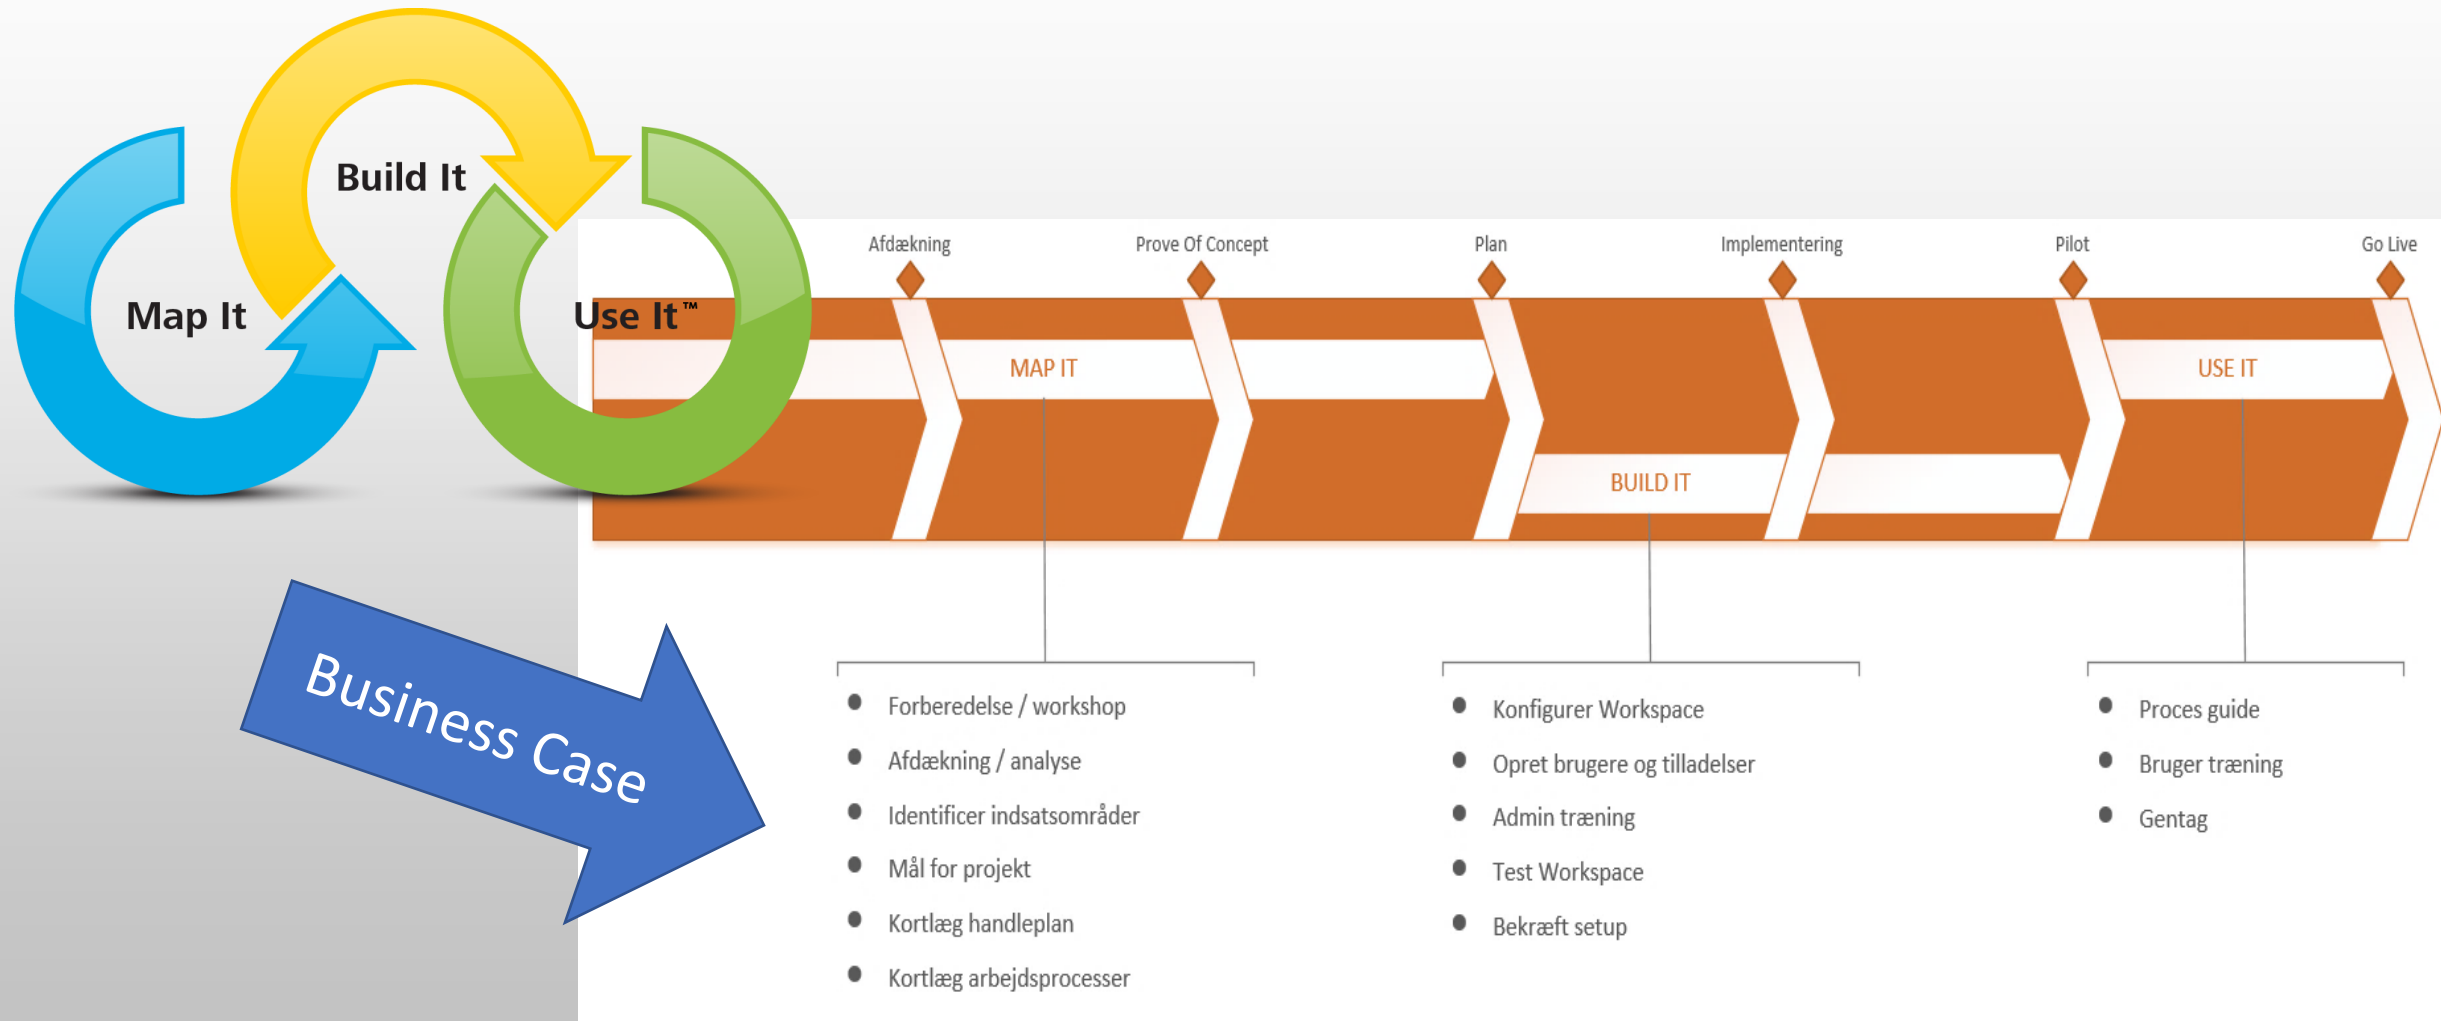 Build It
Map It
Use It™
Afdækning
Prove Of Concept
Plan
Implementering
Pilot
Go Live
MAP IT
BUILD IT
USE IT
Business Case
Forberedelse / workshop
Afdækning / analyse
Identificer indsatsområder
Mål for projekt
Kortlæg handleplan
Kortlæg arbejdsprocesser
Konfigurer Workspace
Opret brugere og tilladelser
Admin træning
Test Workspace
Bekræft setup
Proces guide
Bruger træning
Gentag